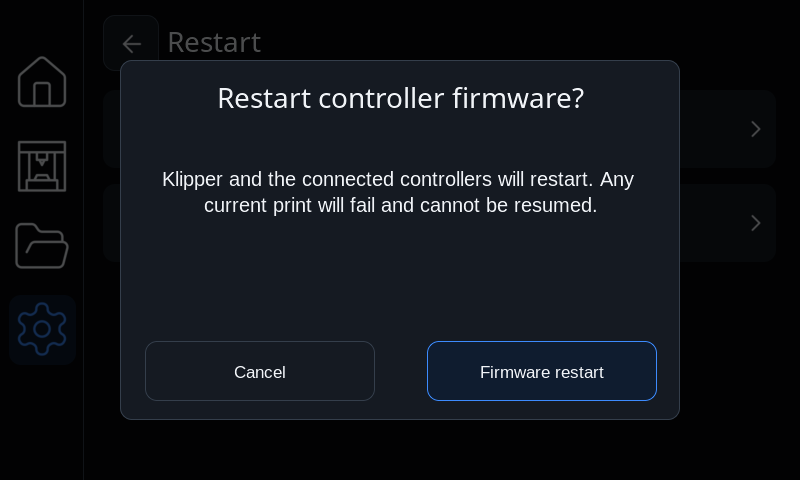 Restart
Restart controller firmware?
Klipper and the connected controllers will restart. Any
current print will fail and cannot be resumed.
Cancel
Firmware restart